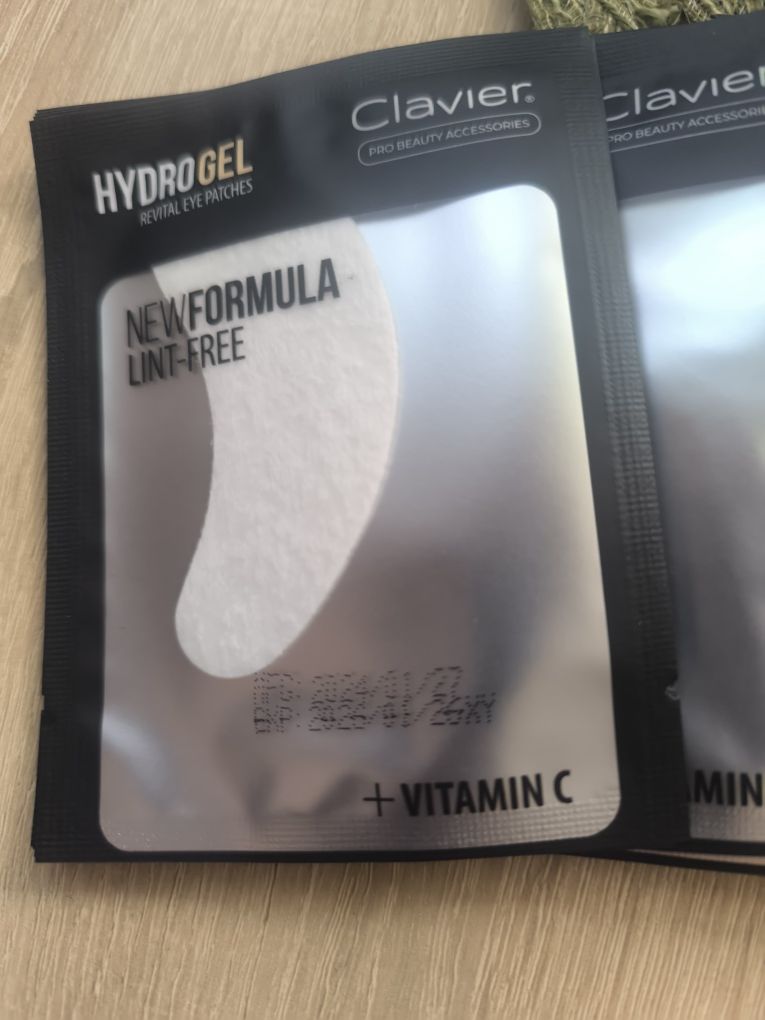 Clavier®
PRO BEAUTY ACCESSORIES
HYDROGEL
REVITAL EYE PATCHES
NEWFORMULA
LINT-FREE
+ VITAMIN C
Clavier
PRO BEAUTY ACCESSORIES